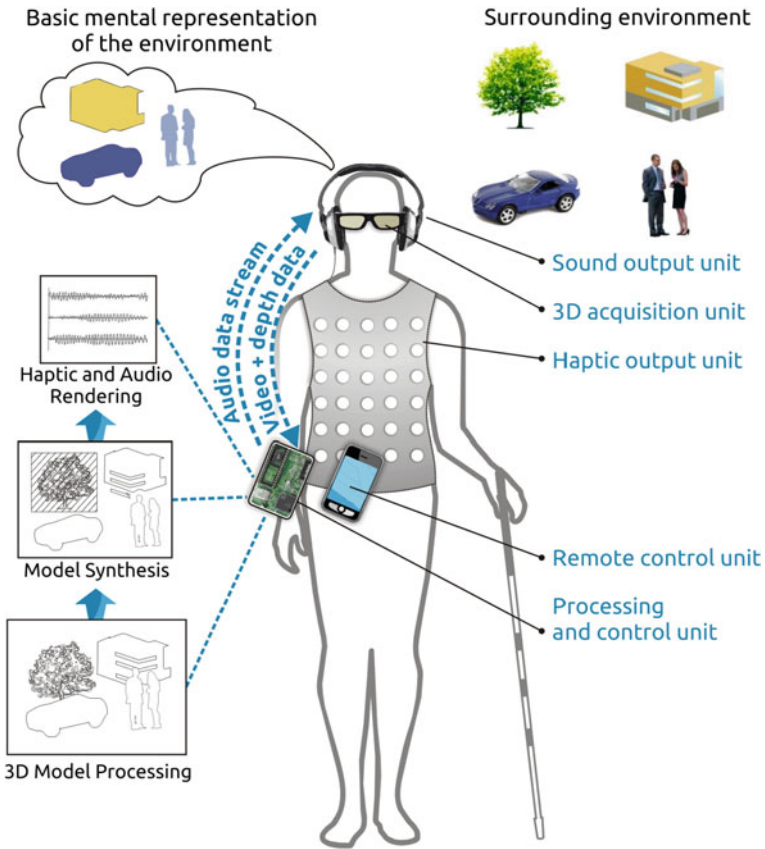 Basic mental representation
of the environment
Surrounding environment
Audio data stream
Video + depth data
Sound output unit
3D acquisition unit
Haptic output unit
Haptic and Audio
Rendering
Model Synthesis
Remote control unit
Processing
and control unit
3D Model Processing